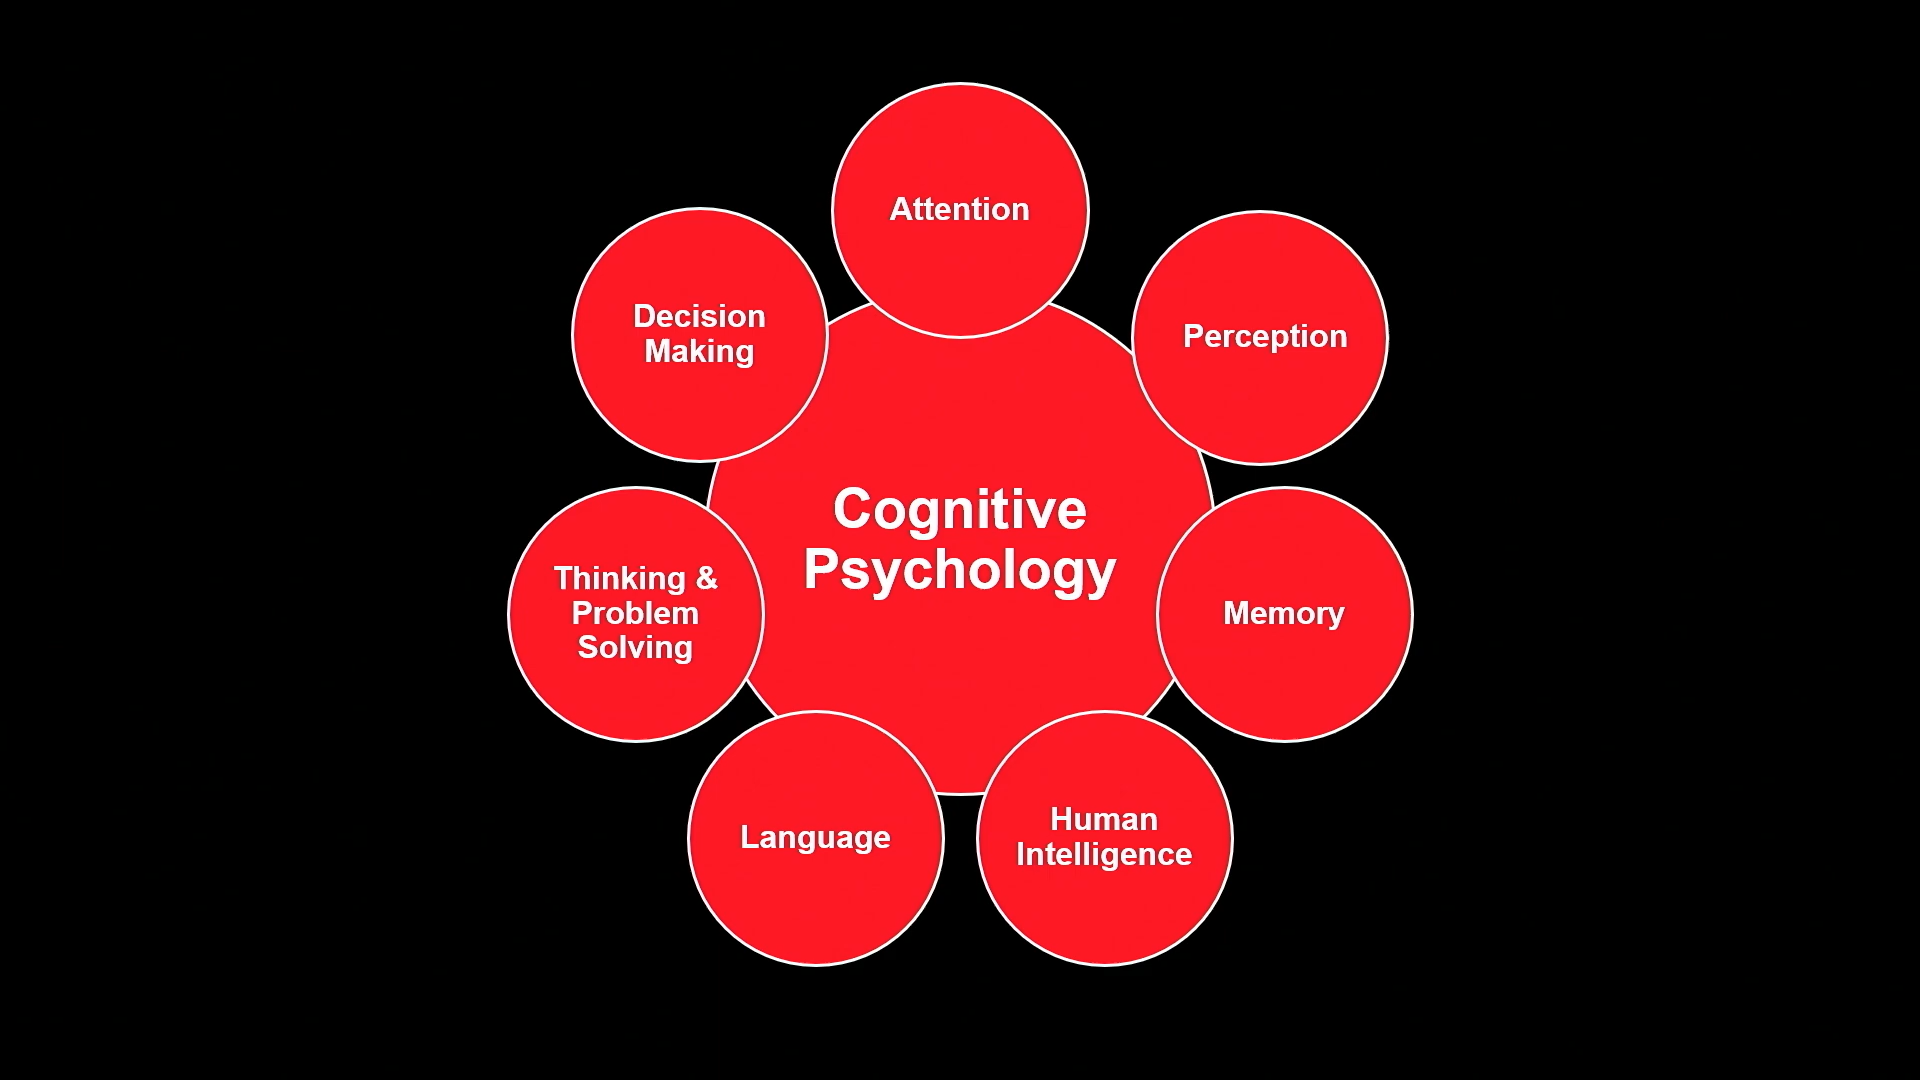 Attention
Decision
Making
Perception
Cognitive
Psychology
Thinking &
Problem
Solving
Memory
Language
Human
Intelligence